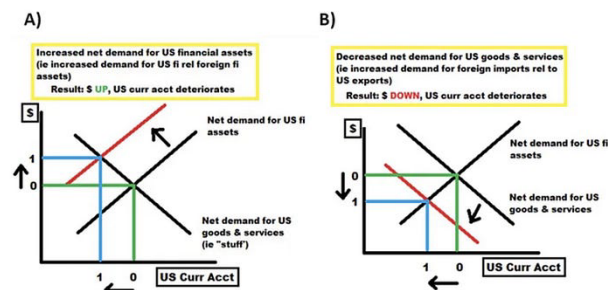 A)
Increased net demand for US financial assets
(ie increased demand for US fi rel foreign fi
assets)
Result: $ UP, US curr acct deteriorates
$
Net demand for US fi
assets
1
0
Net demand for US
goods & services
(ie "stuff")
1 0 US Curr Acct
B)
Decreased net demand for US goods & services
(ie increased demand for foreign imports rel to
US exports)
Result: $ DOWN, US curr acct deteriorates
$
Net demand for US fi
assets
0
1
Net demand for US
goods & services
1 0 US Curr Acct